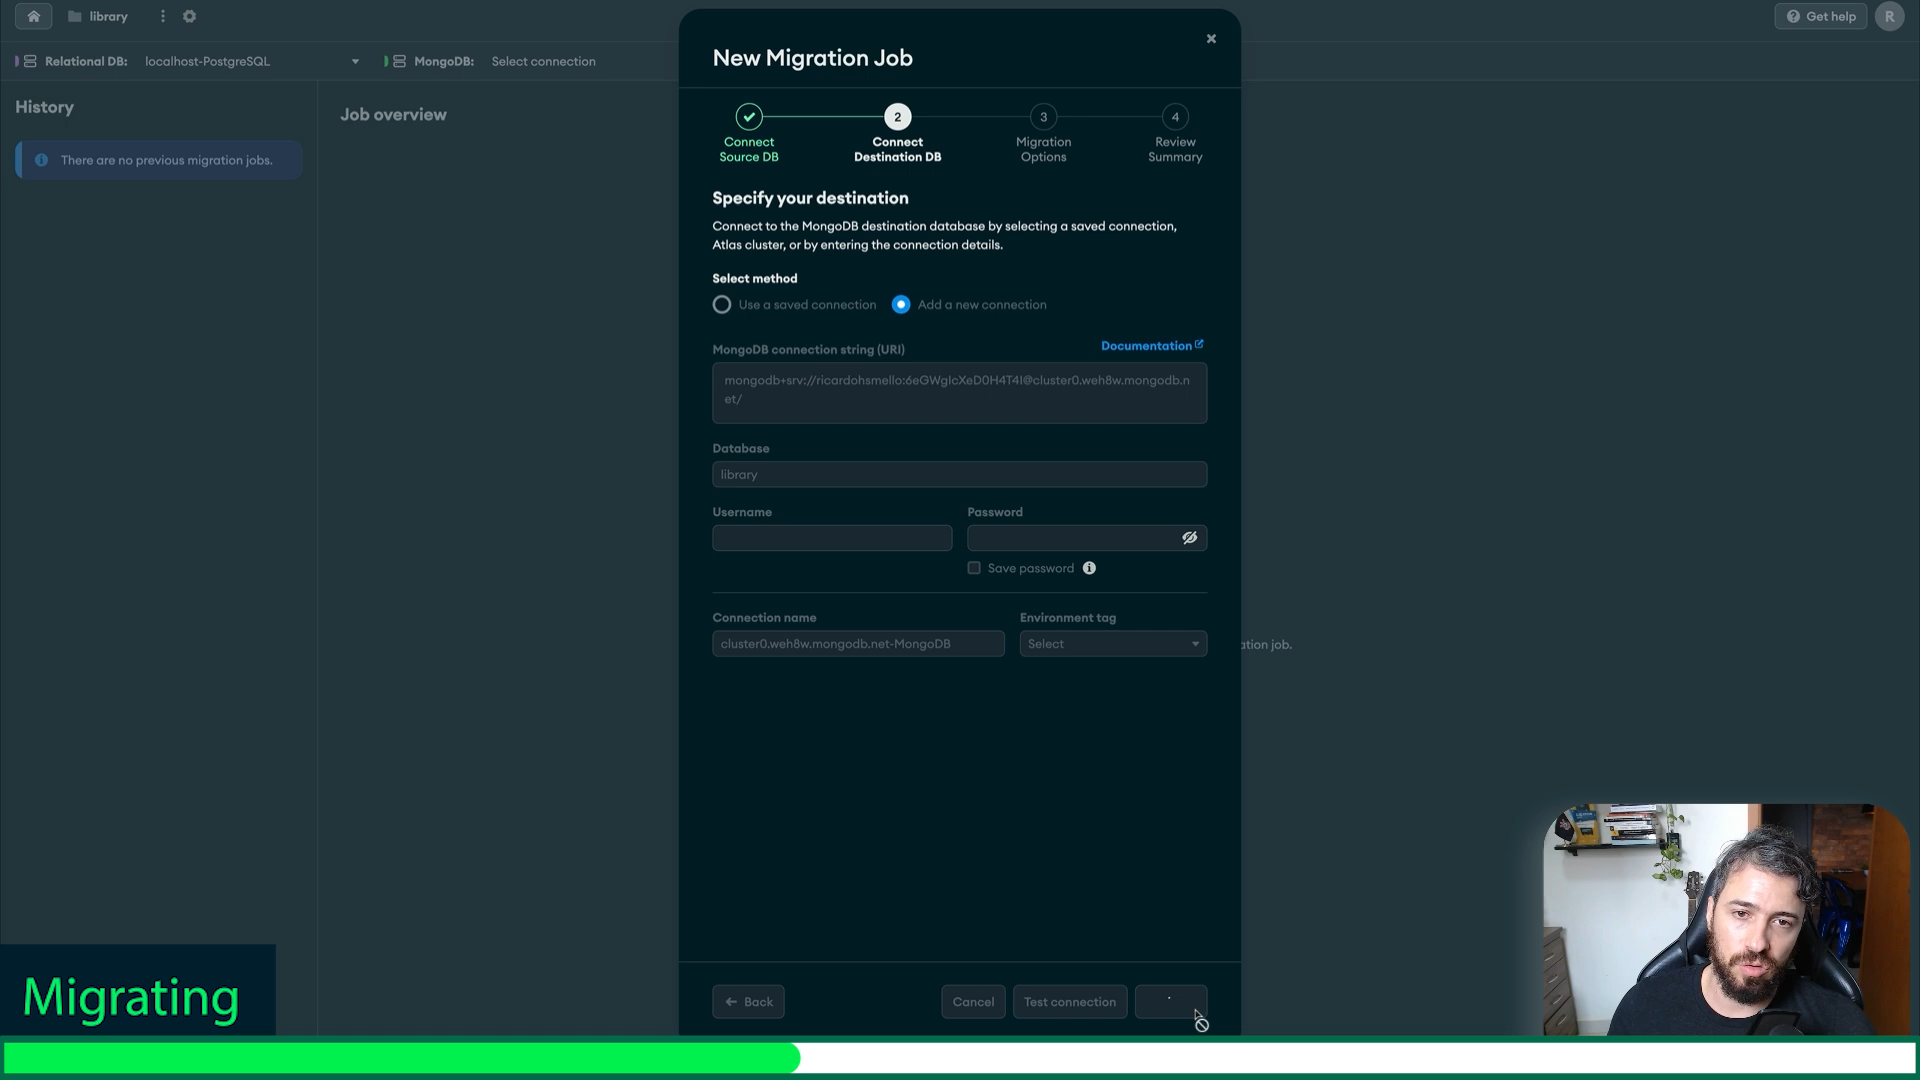 library
Get help
R
Relational DB: localhost-PostgreSQL
MongoDB: Select connection
History
There are no previous migration jobs.
Job overview
New Migration Job
2
3
4
Connect
Source DB
Connect
Destination DB
Migration
Options
Review
Summary
Specify your destination
Connect to the MongoDB destination database by selecting a saved connection,
Atlas cluster, or by entering the connection details.
Select method
Use a saved connection
Add a new connection
MongoDB connection string (URI)
Documentation
mongodb+srv://ricardohsmello:6eGWglcXeD0H4T4I@cluster0.weh8w.mongodb.n
et/
Database
library
Username
Password
Save password
Connection name
Environment tag
cluster0.weh8w.mongodb.net-MongoDB
Select
ation job.
Back
Cancel
Test connection
Migrating